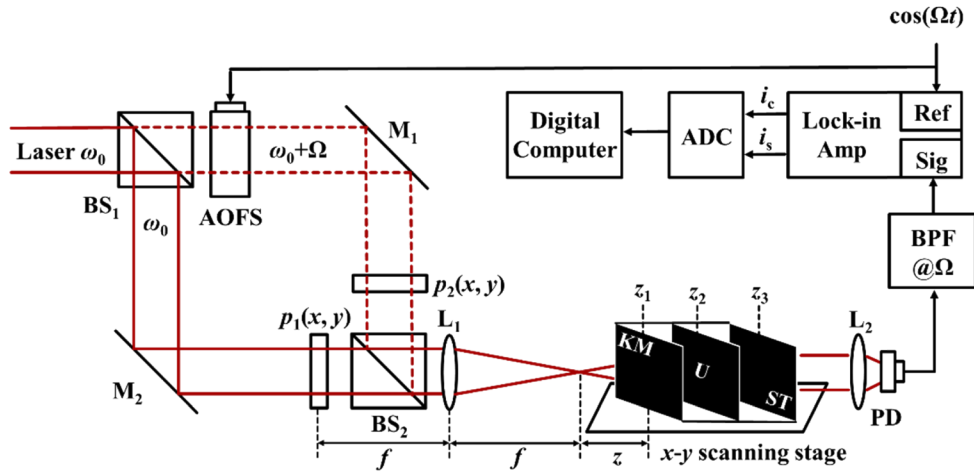 cos(Ωt)
Laser ω₀
BS₁
AOFS
ω₀+Ω
M₁
Digital
Computer
ADC
i_c
i_s
Lock-in
Amp
Ref
Sig
ω₀
BPF
@Ω
p₂(x, y)
p₁(x, y)
L₁
z₁
z₂
z₃
KM
U
ST
L₂
M₂
BS₂
PD
x-y scanning stage
f
f
z